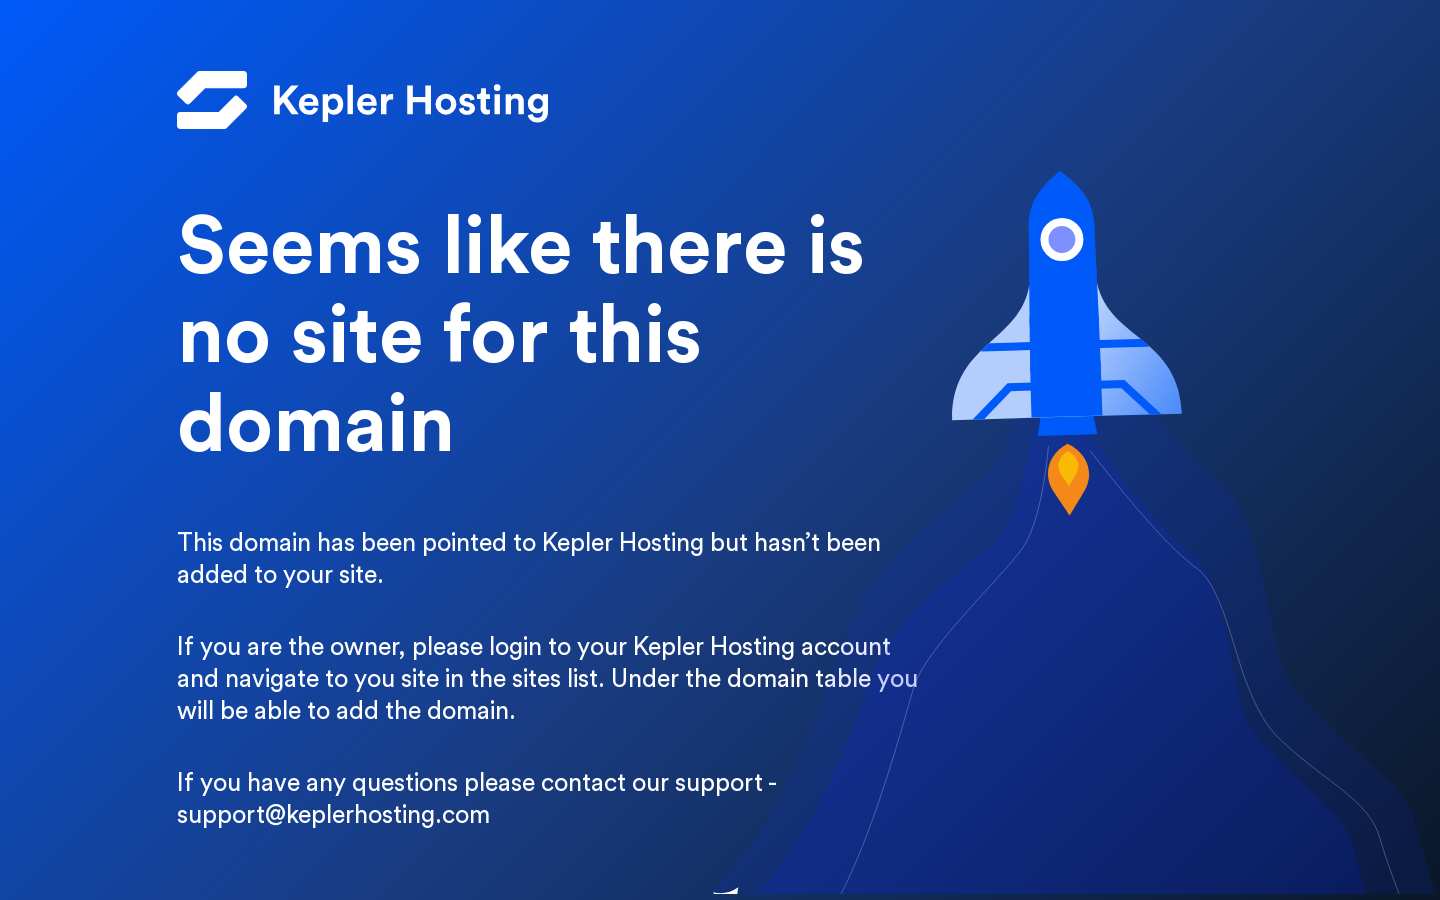 Kepler Hosting
Seems like there is
no site for this
domain
This domain has been pointed to Kepler Hosting but hasn’t been
added to your site.
If you are the owner, please login to your Kepler Hosting account
and navigate to you site in the sites list. Under the domain table you
will be able to add the domain.
If you have any questions please contact our support -
support@keplerhosting.com